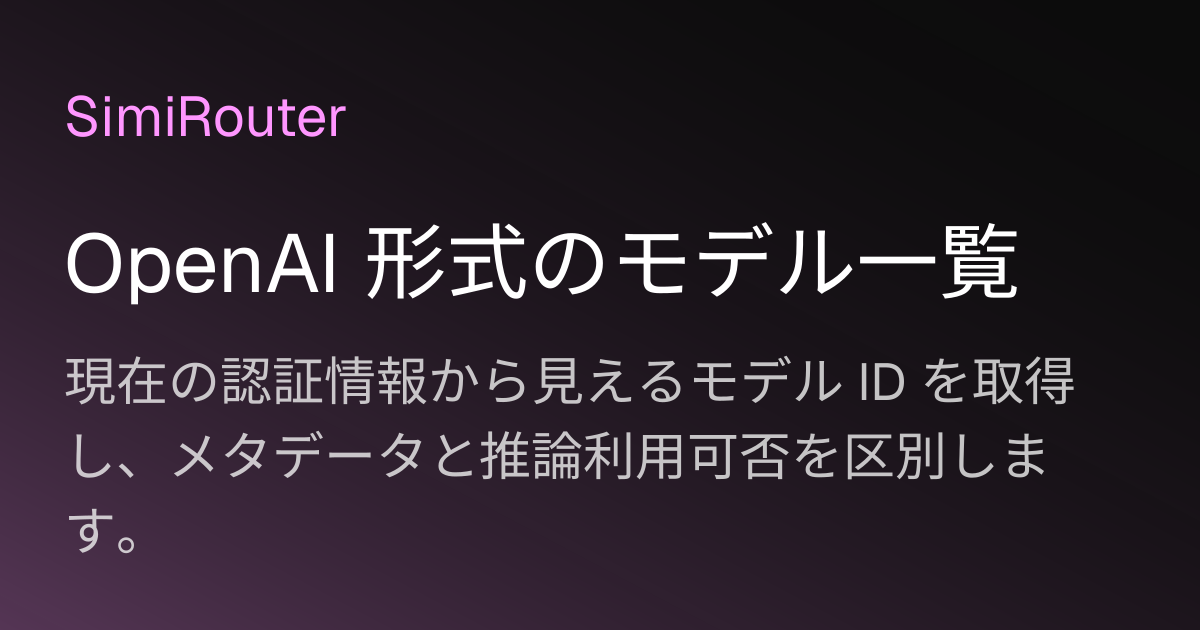 SimiRouter
OpenAI 形式のモデル一覧
現在の認証情報から見えるモデル ID を取得
し、メタデータと推論利用可否を区別しま
す。